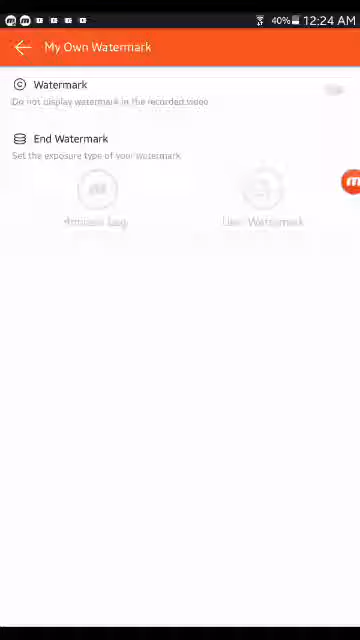 40% 12:24 AM
My Own Watermark
Watermark
Do not display watermark in the recorded video
End Watermark
Set the exposure type of your watermark
User Watermark